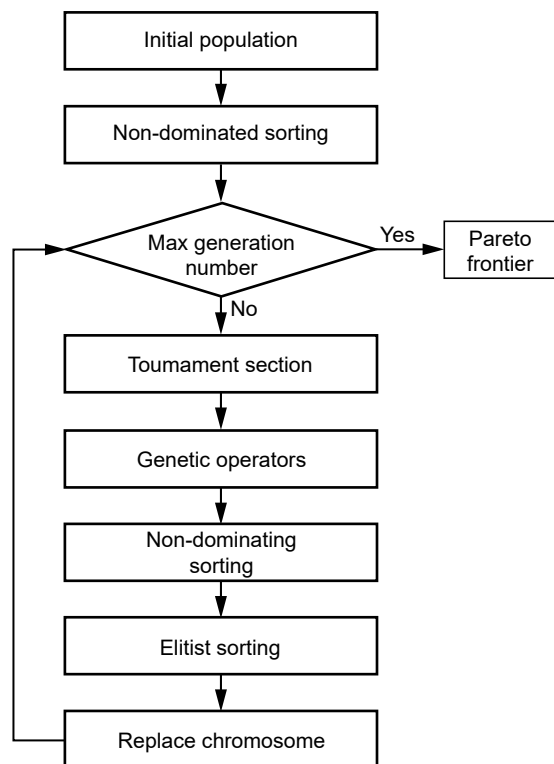 Initial population
Non-dominated sorting
Max generation
number
Yes
Pareto
frontier
No
Toumament section
Genetic operators
Non-dominating
sorting
Elitist sorting
Replace chromosome